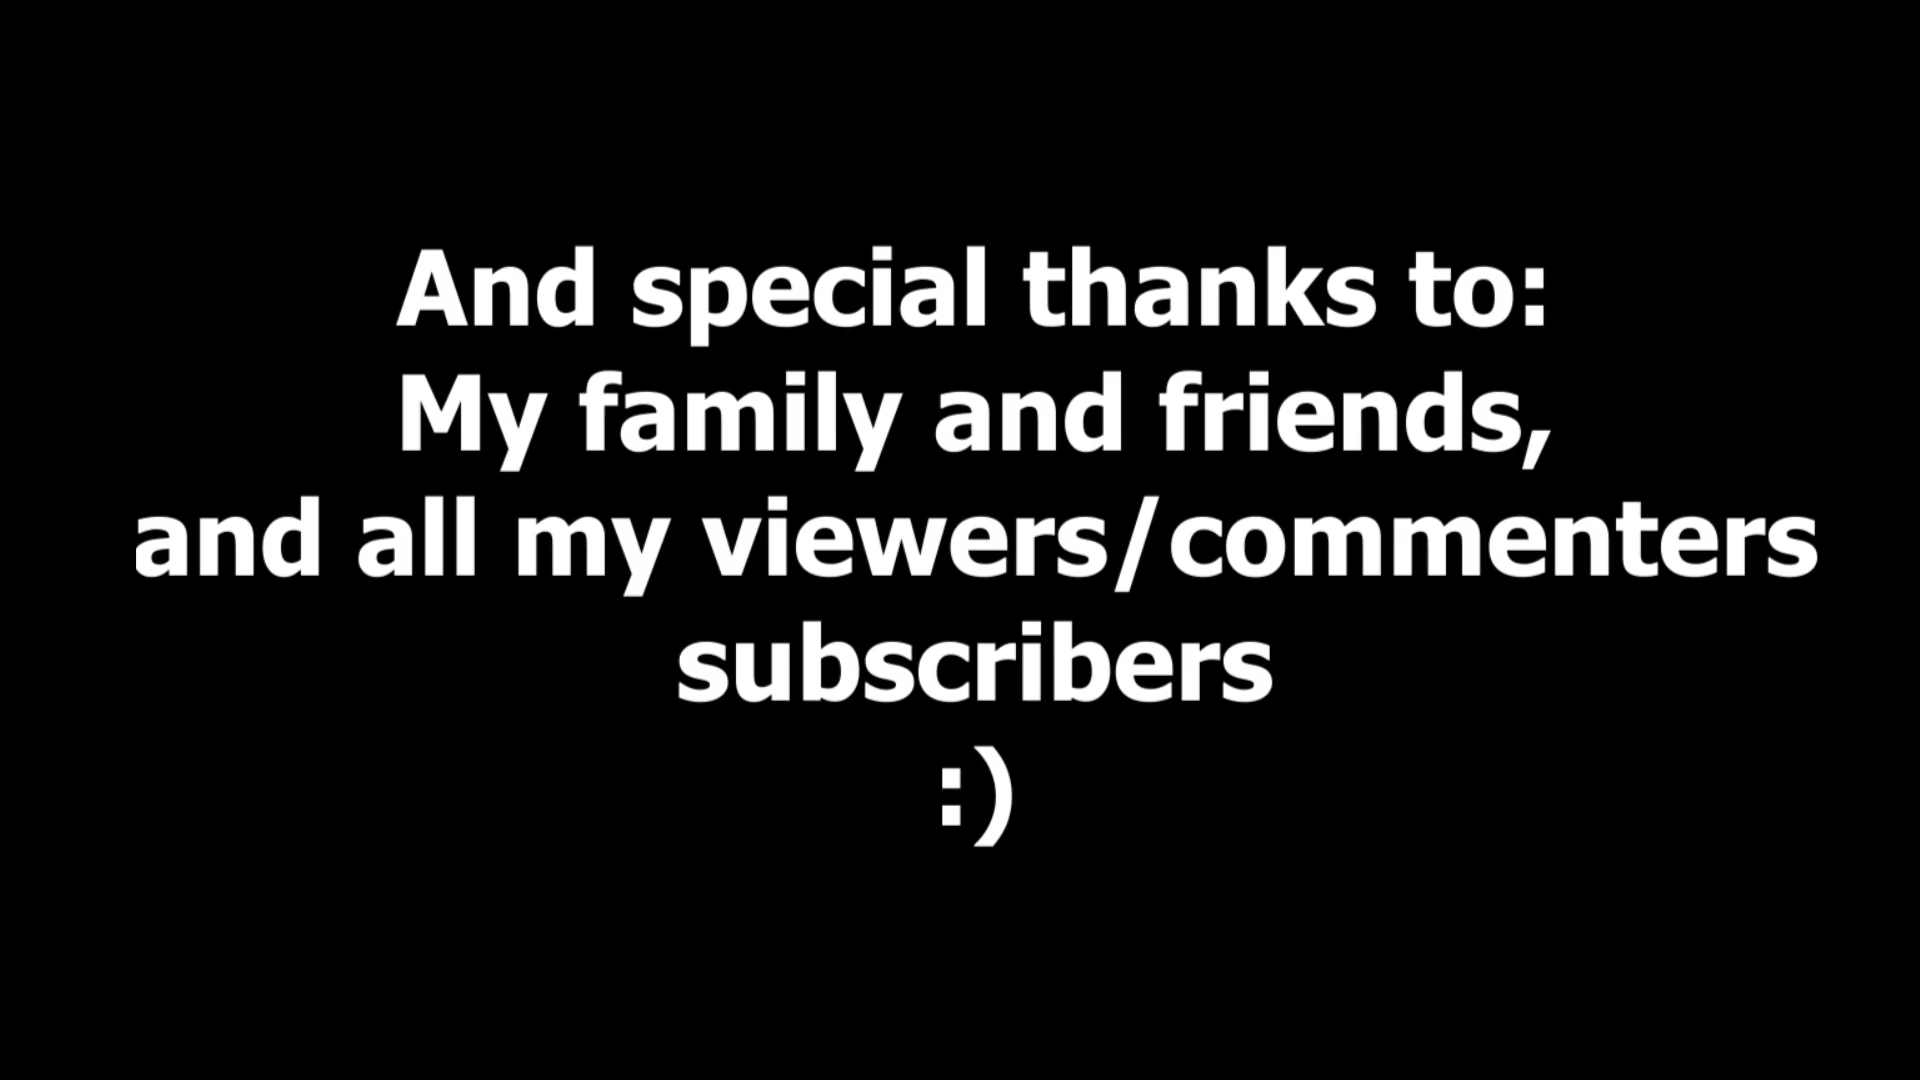 And special thanks to:
My family and friends,
and all my viewers/commenters
subscribers
:)